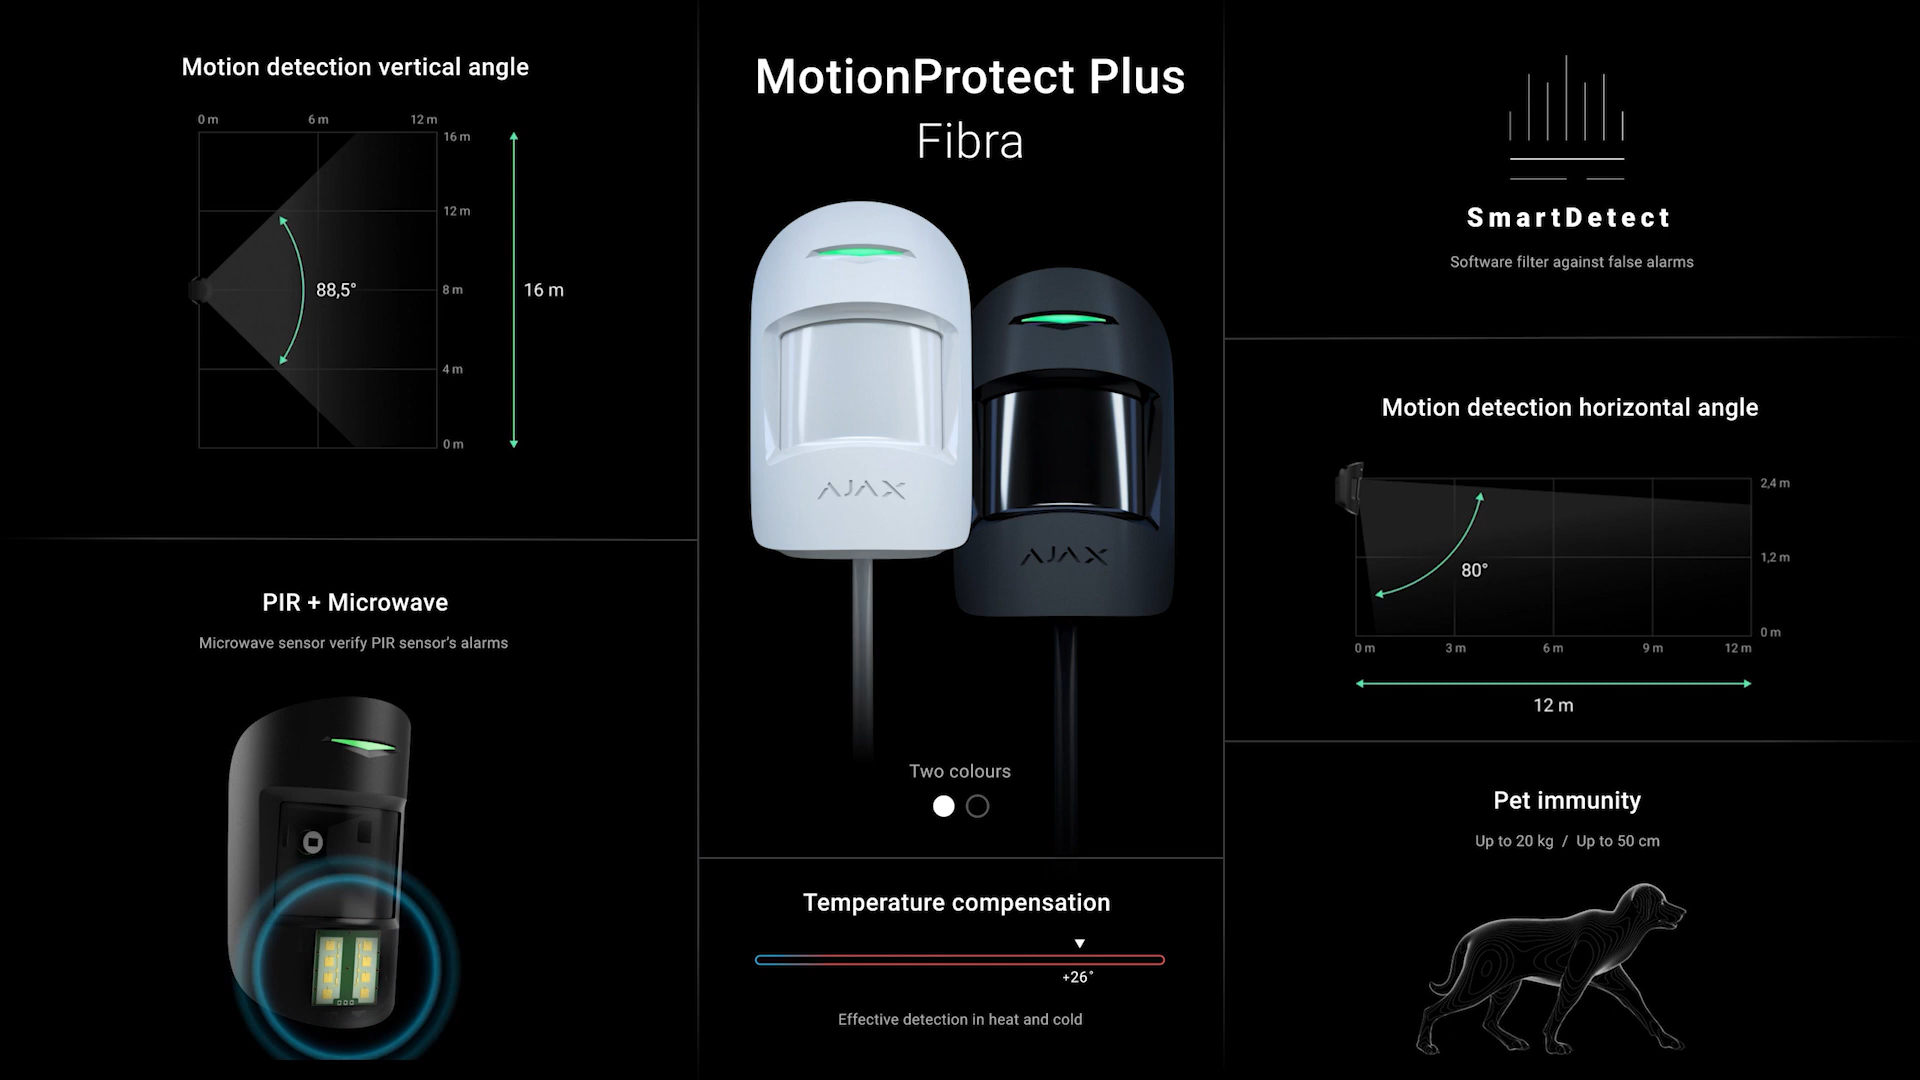 Motion detection vertical angle
0 m 6 m 12 m
16 m
12 m
88,5°
8 m
16 m
4 m
0 m
PIR + Microwave
Microwave sensor verify PIR sensor's alarms
MotionProtect Plus
Fibra
AJAX
AJAX
Two colours
Temperature compensation
+26°
Effective detection in heat and cold
SmartDetect
Software filter against false alarms
Motion detection horizontal angle
2,4 m
1,2 m
80°
0 m
0 m 3 m 6 m 9 m 12 m
12 m
Pet immunity
Up to 20 kg / Up to 50 cm